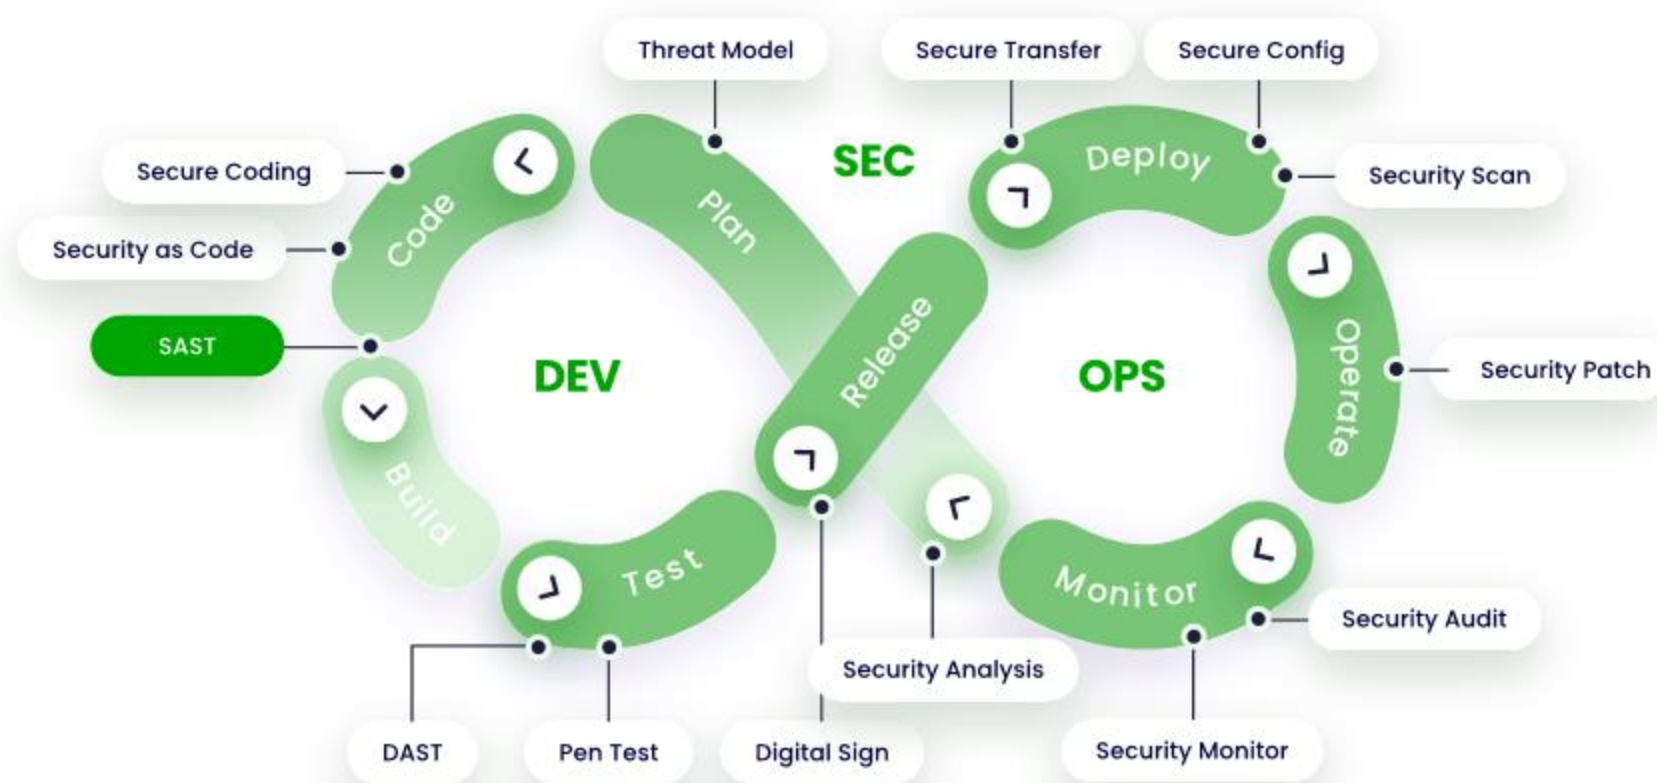 Threat Model
Secure Transfer
Secure Config
SEC
Deploy
Secure Coding
Security Scan
Code
Plan
Security as Code
Release
SAST
DEV
OPS
Operate
Security Patch
Build
Test
Monitor
Security Audit
Security Analysis
DAST
Pen Test
Digital Sign
Security Monitor